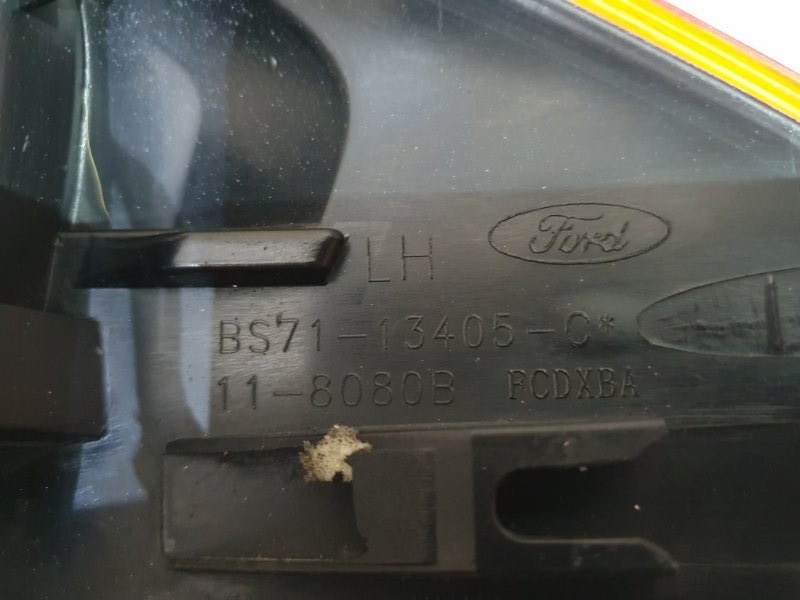 Ford
LH
BS71-13405-C*
11-8080B FCDXBA